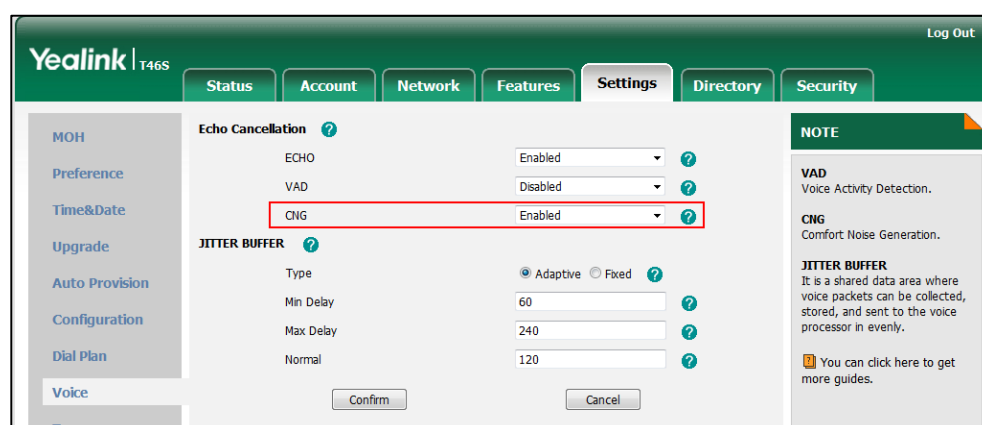 Log Out
Yealink | T46S
Status Account Network Features Settings Directory Security
MOH
Preference
Time&Date
Upgrade
Auto Provision
Configuration
Dial Plan
Voice
Echo Cancellation ?
ECHO Enabled ?
VAD Disabled ?
CNG Enabled ?
JITTER BUFFER ?
Type Adaptive Fixed ?
Min Delay 60 ?
Max Delay 240 ?
Normal 120 ?
Confirm Cancel
NOTE
VAD
Voice Activity Detection.
CNG
Comfort Noise Generation.
JITTER BUFFER
It is a shared data area where
voice packets can be collected,
stored, and sent to the voice
processor in evenly.
? You can click here to get
more guides.